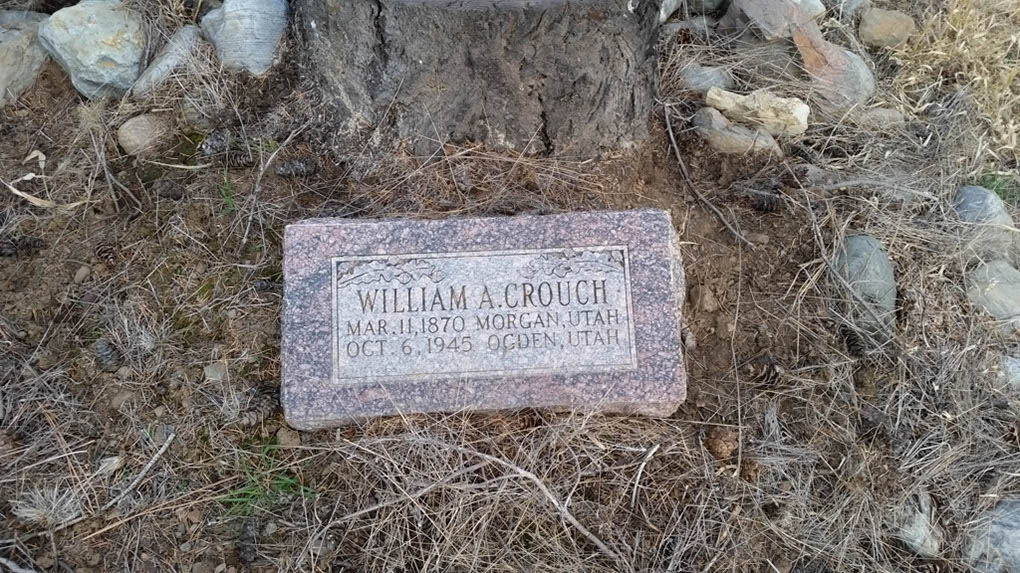 WILLIAM A. CROUCH
MAR. 11, 1870 MORGAN, UTAH
OCT. 6, 1945 OGDEN, UTAH